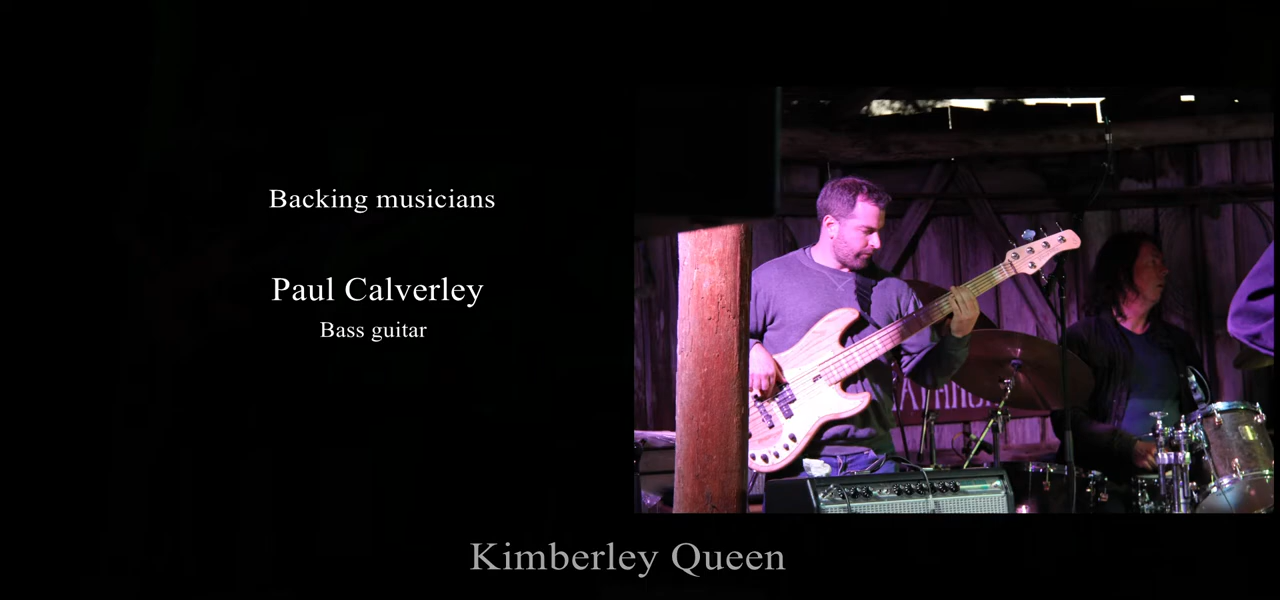 Backing musicians
Paul Calverley
Bass guitar
Kimberley Queen